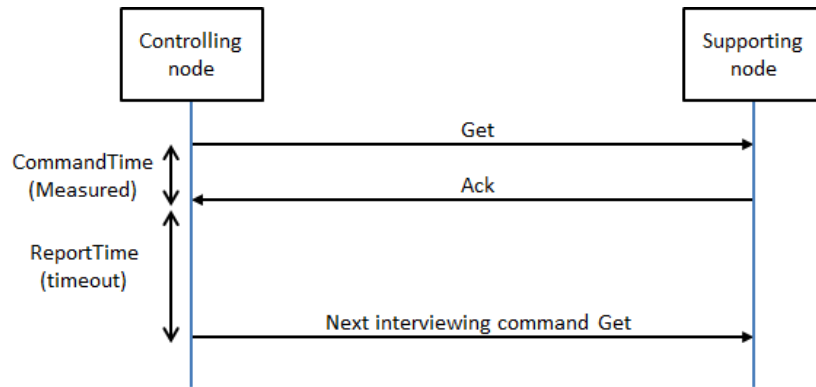 Controlling
node
Supporting
node
Get
CommandTime
(Measured)
Ack
ReportTime
(timeout)
Next interviewing command Get